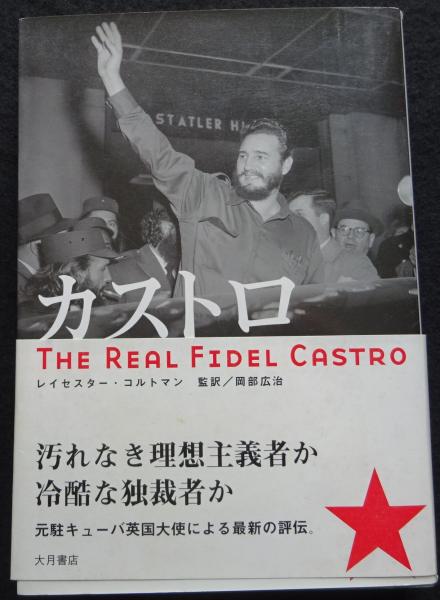 STATLER H
カストロ
THE REAL FIDEL CASTRO
レイセスター・コルトマン 監訳／岡部広治
汚れなき理想主義者か
冷酷な独裁者か
元駐キューバ英国大使による最新の評伝。
大月書店